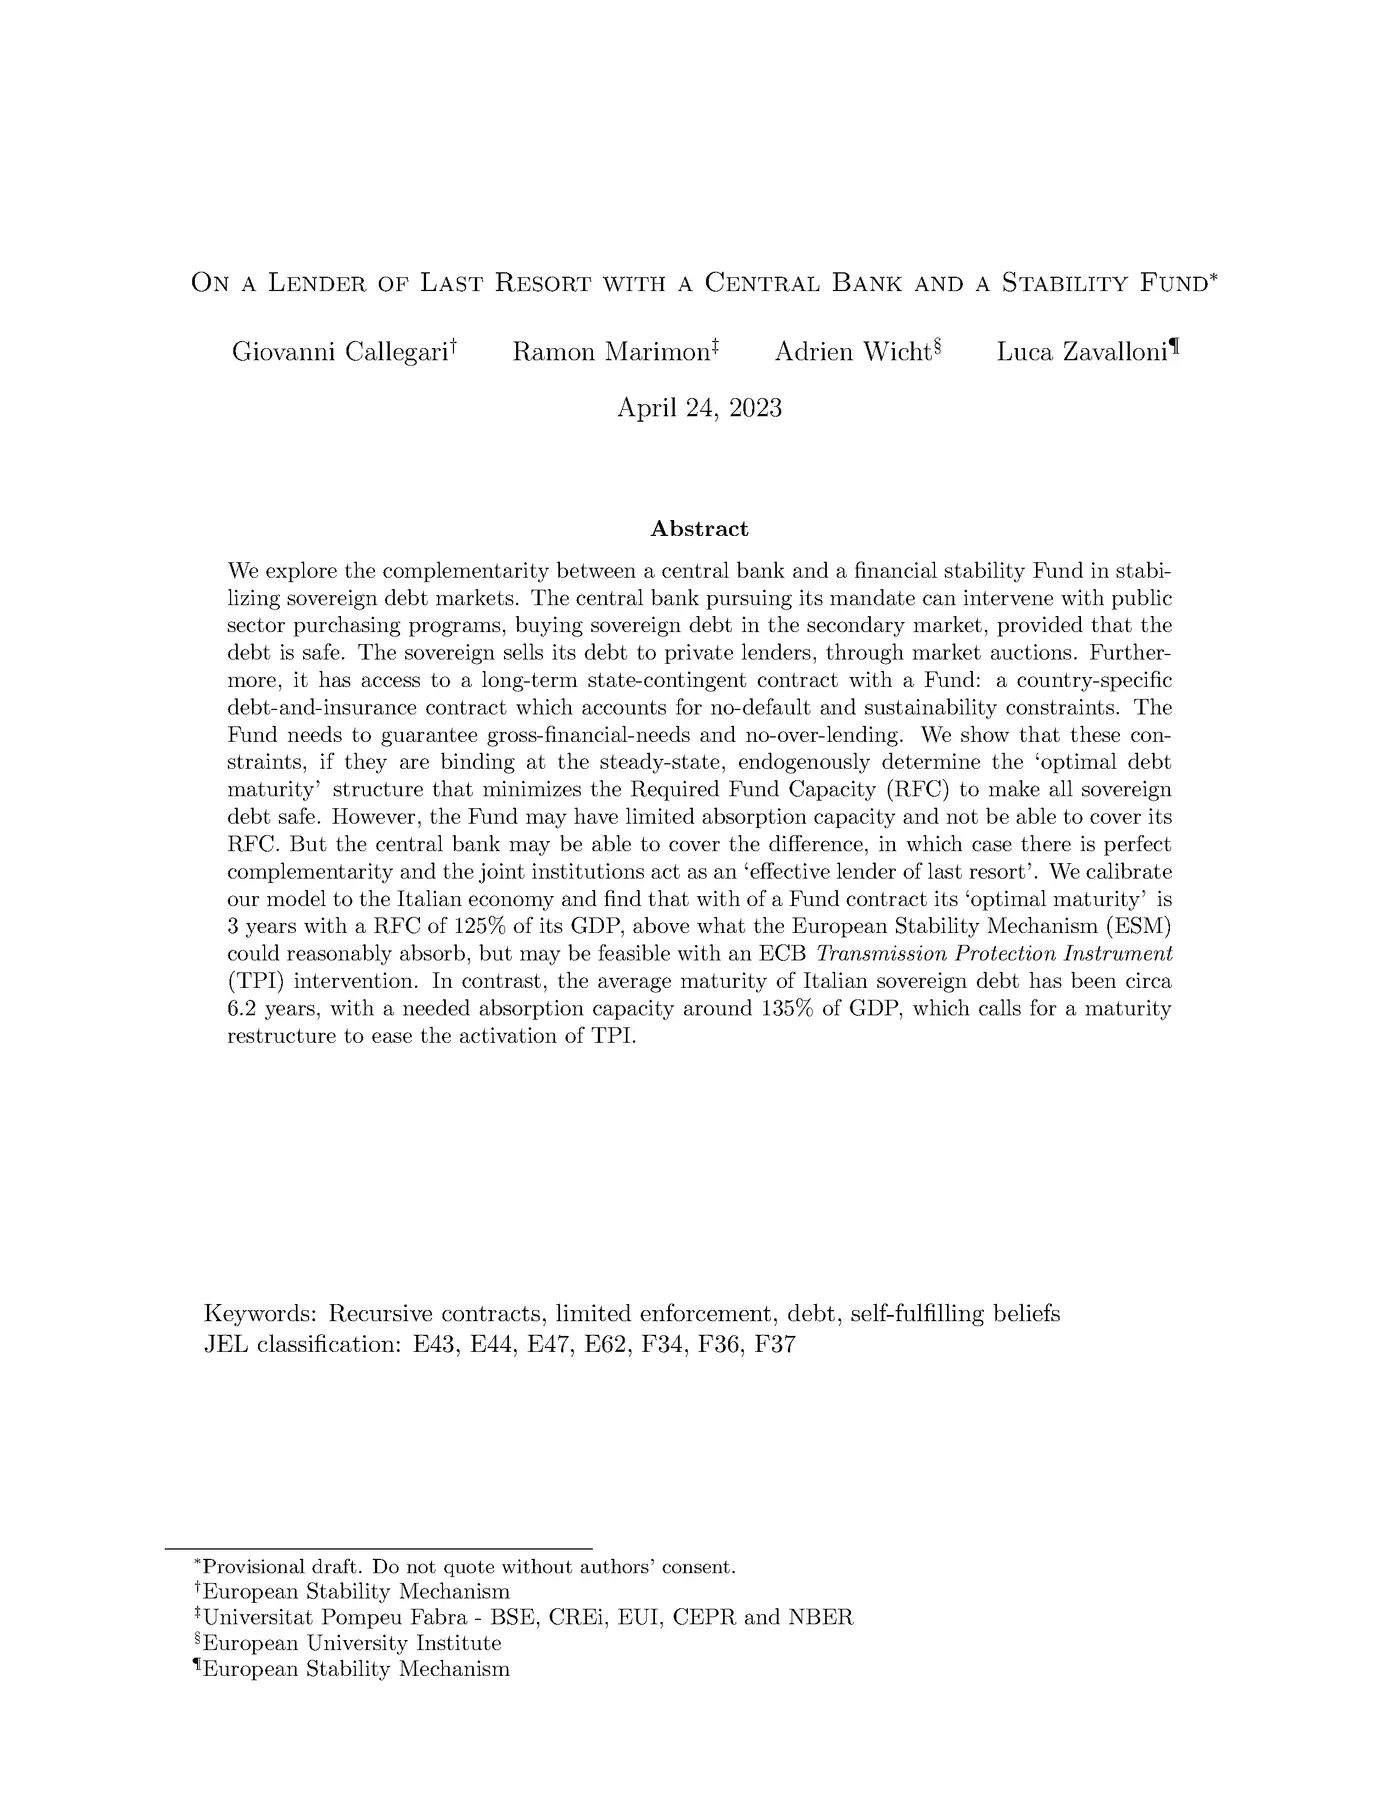 On a Lender of Last Resort with a Central Bank and a Stability Fund*
Giovanni Callegari† Ramon Marimon‡ Adrien Wicht§ Luca Zavalloni¶
April 24, 2023
Abstract
We explore the complementarity between a central bank and a financial stability Fund in stabi-
lizing sovereign debt markets. The central bank pursuing its mandate can intervene with public
sector purchasing programs, buying sovereign debt in the secondary market, provided that the
debt is safe. The sovereign sells its debt to private lenders, through market auctions. Further-
more, it has access to a long-term state-contingent contract with a Fund: a country-specific
debt-and-insurance contract which accounts for no-default and sustainability constraints. The
Fund needs to guarantee gross-financial-needs and no-over-lending. We show that these con-
straints, if they are binding at the steady-state, endogenously determine the ‘optimal debt
maturity’ structure that minimizes the Required Fund Capacity (RFC) to make all sovereign
debt safe. However, the Fund may have limited absorption capacity and not be able to cover its
RFC. But the central bank may be able to cover the difference, in which case there is perfect
complementarity and the joint institutions act as an ‘effective lender of last resort’. We calibrate
our model to the Italian economy and find that with of a Fund contract its ‘optimal maturity’ is
3 years with a RFC of 125% of its GDP, above what the European Stability Mechanism (ESM)
could reasonably absorb, but may be feasible with an ECB Transmission Protection Instrument
(TPI) intervention. In contrast, the average maturity of Italian sovereign debt has been circa
6.2 years, with a needed absorption capacity around 135% of GDP, which calls for a maturity
restructure to ease the activation of TPI.
Keywords: Recursive contracts, limited enforcement, debt, self-fulfilling beliefs
JEL classification: E43, E44, E47, E62, F34, F36, F37
*Provisional draft. Do not quote without authors’ consent.
†European Stability Mechanism
‡Universitat Pompeu Fabra - BSE, CREi, EUI, CEPR and NBER
§European University Institute
¶European Stability Mechanism